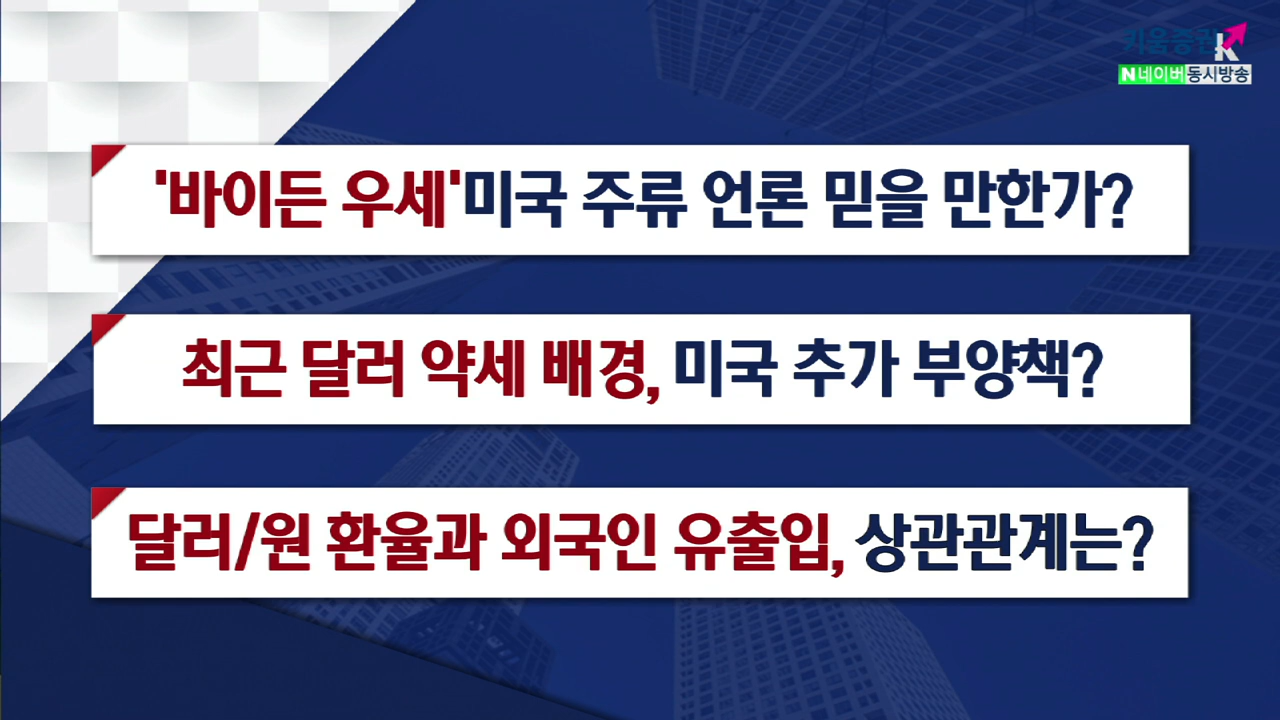 키움증권K
N네이버동시방송
'바이든 우세'미국 주류 언론 믿을 만한가?
최근 달러 약세 배경, 미국 추가 부양책?
달러/원 환율과 외국인 유출입, 상관관계는?